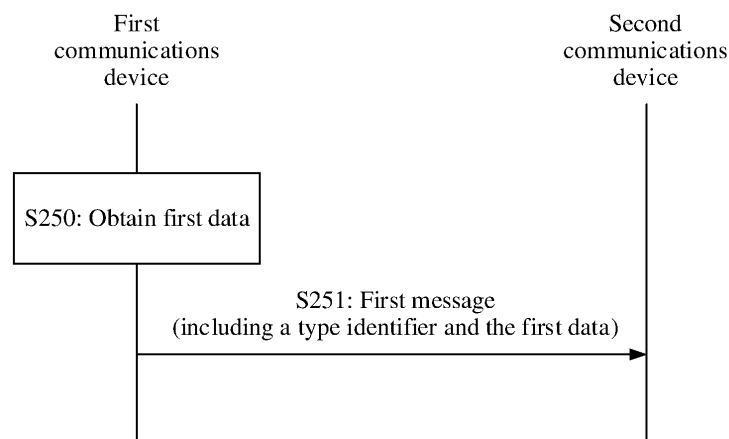 First
communications
device
Second
communications
device
S250: Obtain first data
S251: First message
(including a type identifier and the first data)